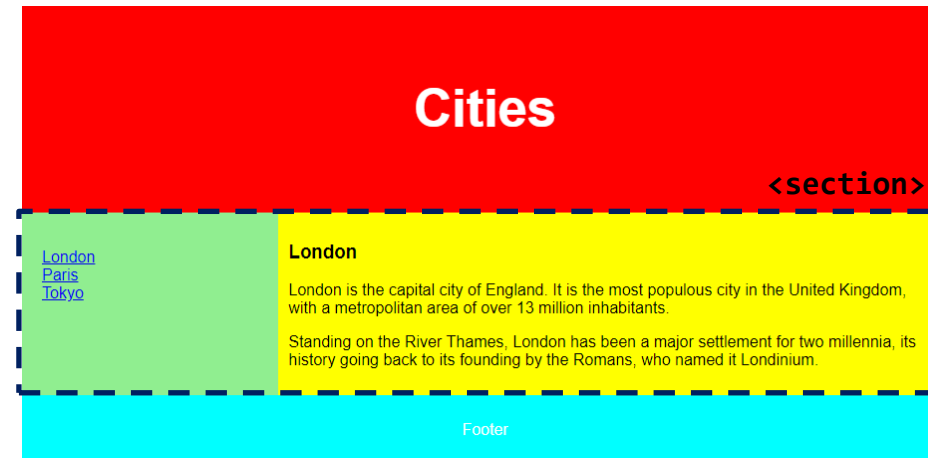 Cities
<section>
London
Paris
Tokyo
London
London is the capital city of England. It is the most populous city in the United Kingdom,
with a metropolitan area of over 13 million inhabitants.
Standing on the River Thames, London has been a major settlement for two millennia, its
history going back to its founding by the Romans, who named it Londinium.
Footer